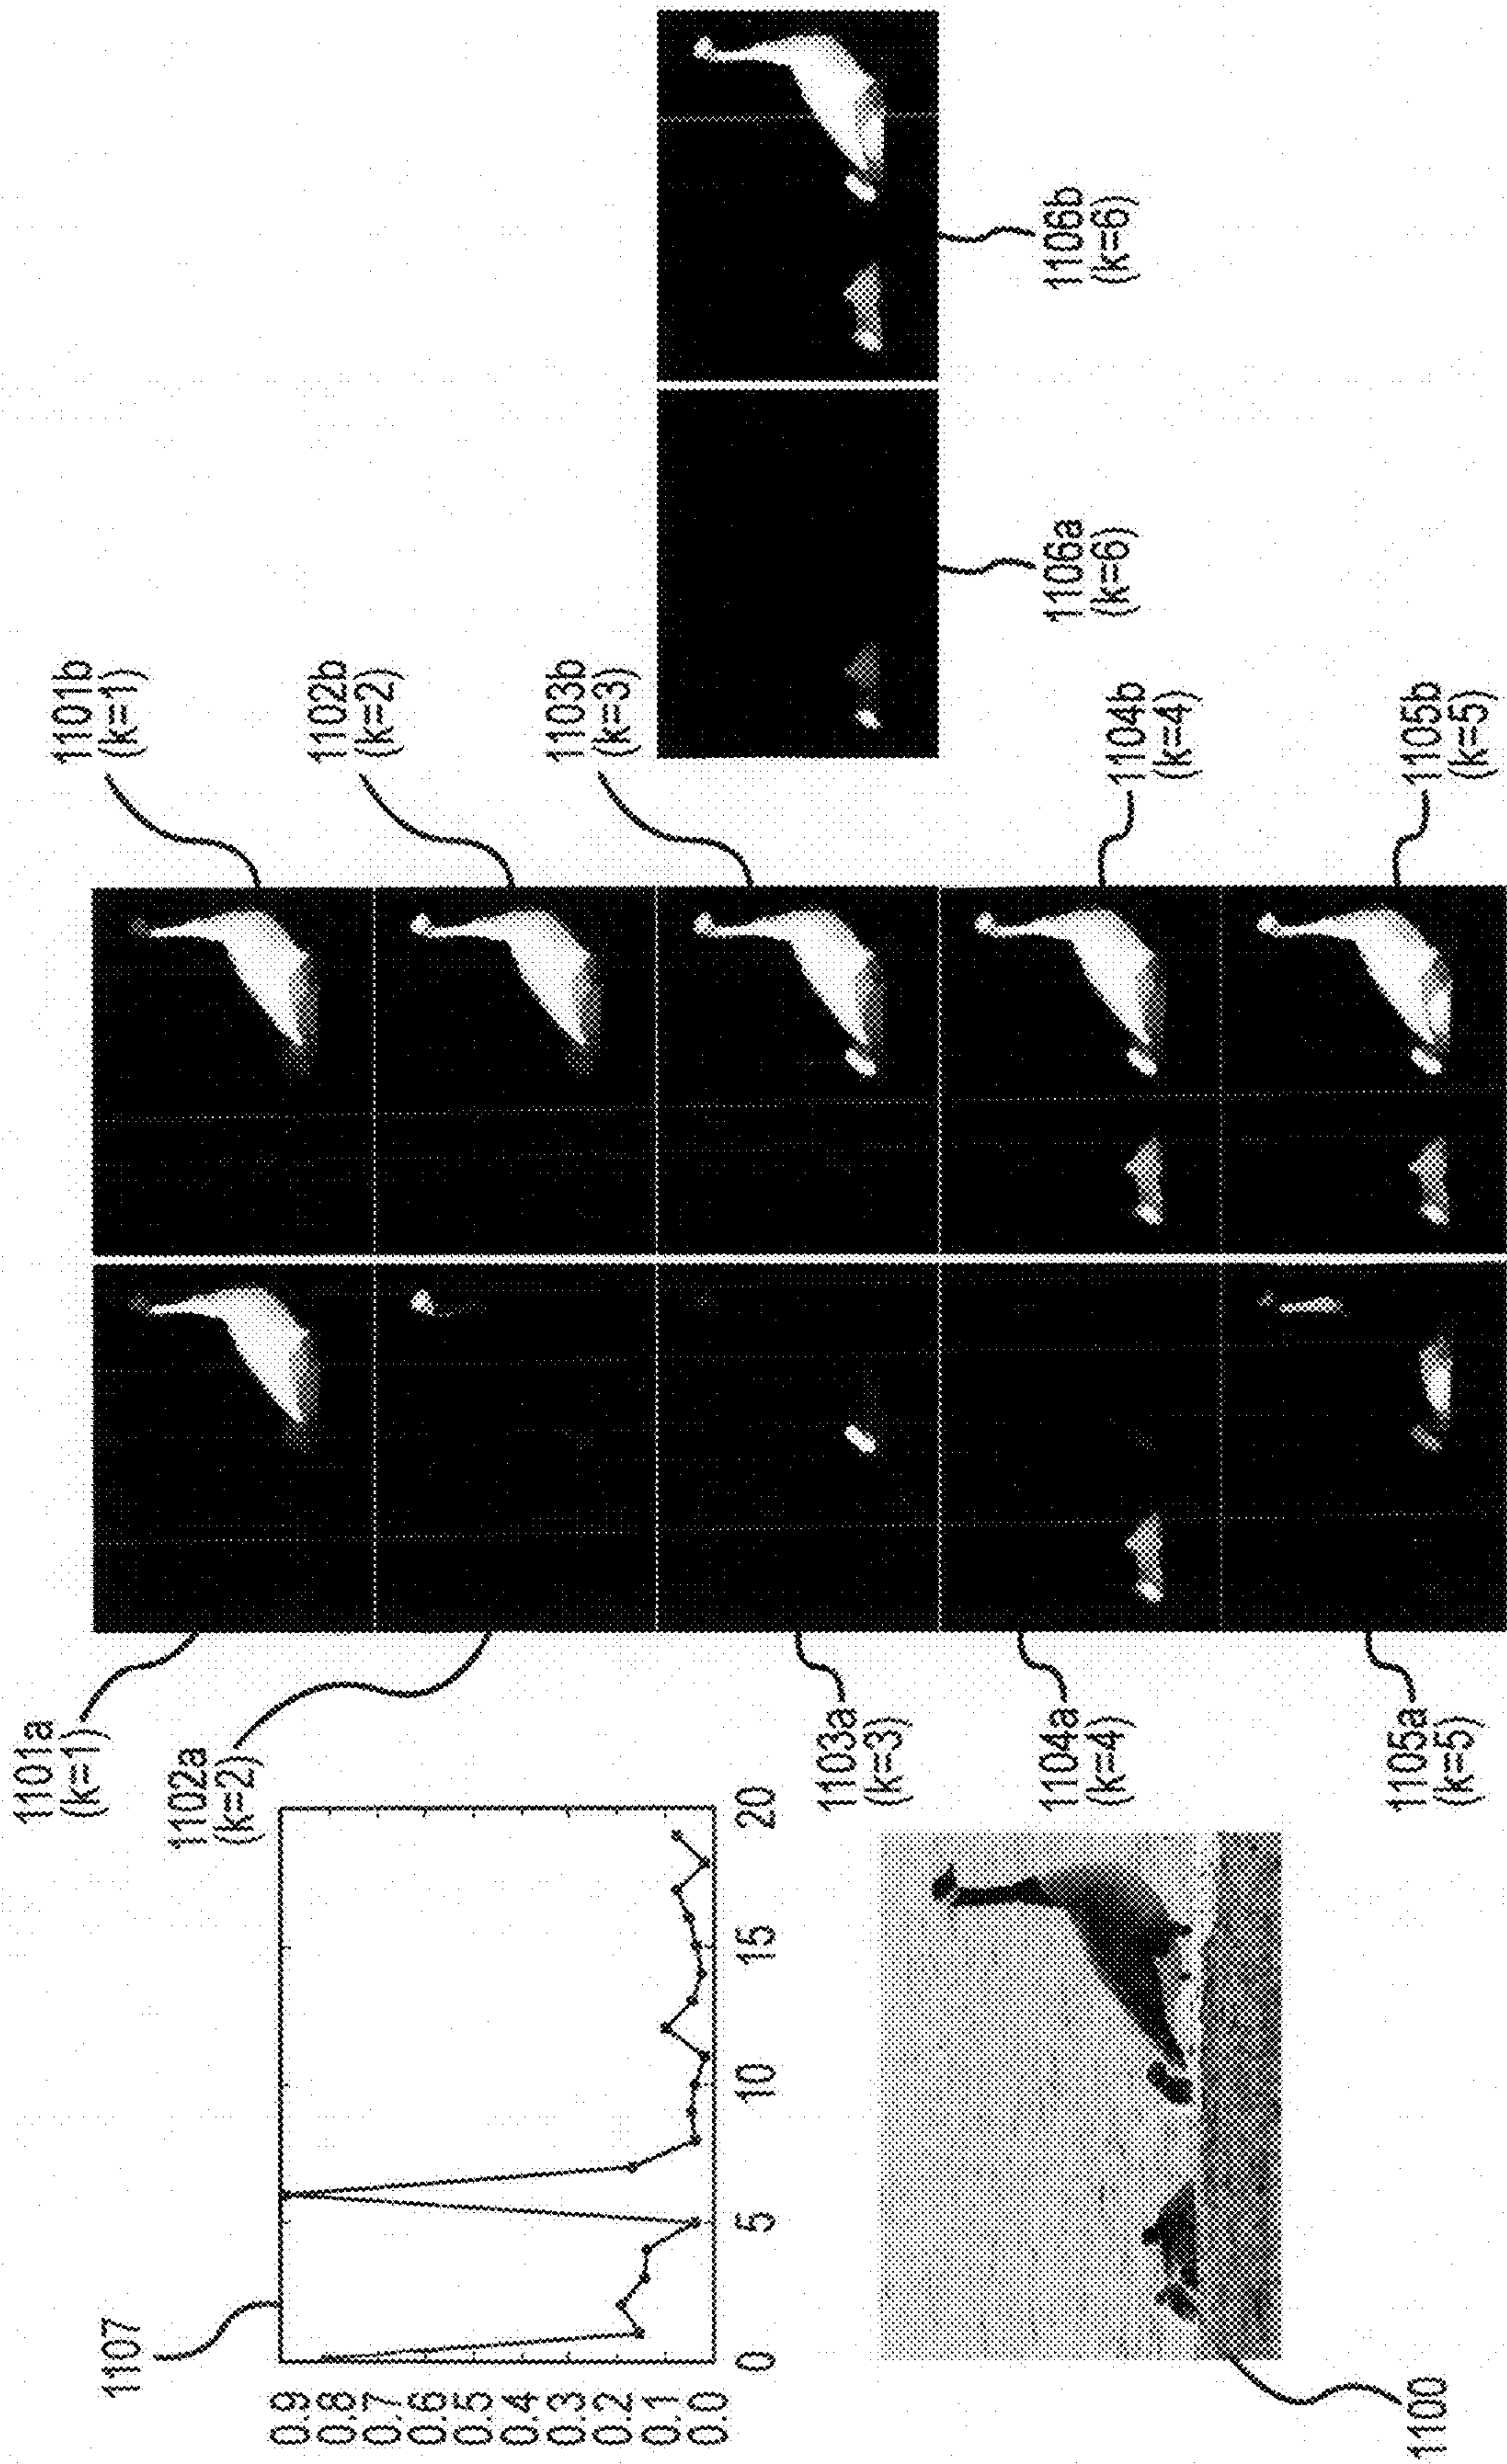 1107
0.9
0.8
0.7
0.6
0.5
0.4
0.3
0.2
0.1
0.0
0
5
10
15
20
1100
1101a
(k=1)
1102a
(k=2)
1103a
(k=3)
1104a
(k=4)
1105a
(k=5)
1101b
(k=1)
1102b
(k=2)
1103b
(k=3)
1104b
(k=4)
1105b
(k=5)
1106a
(k=6)
1106b
(k=6)